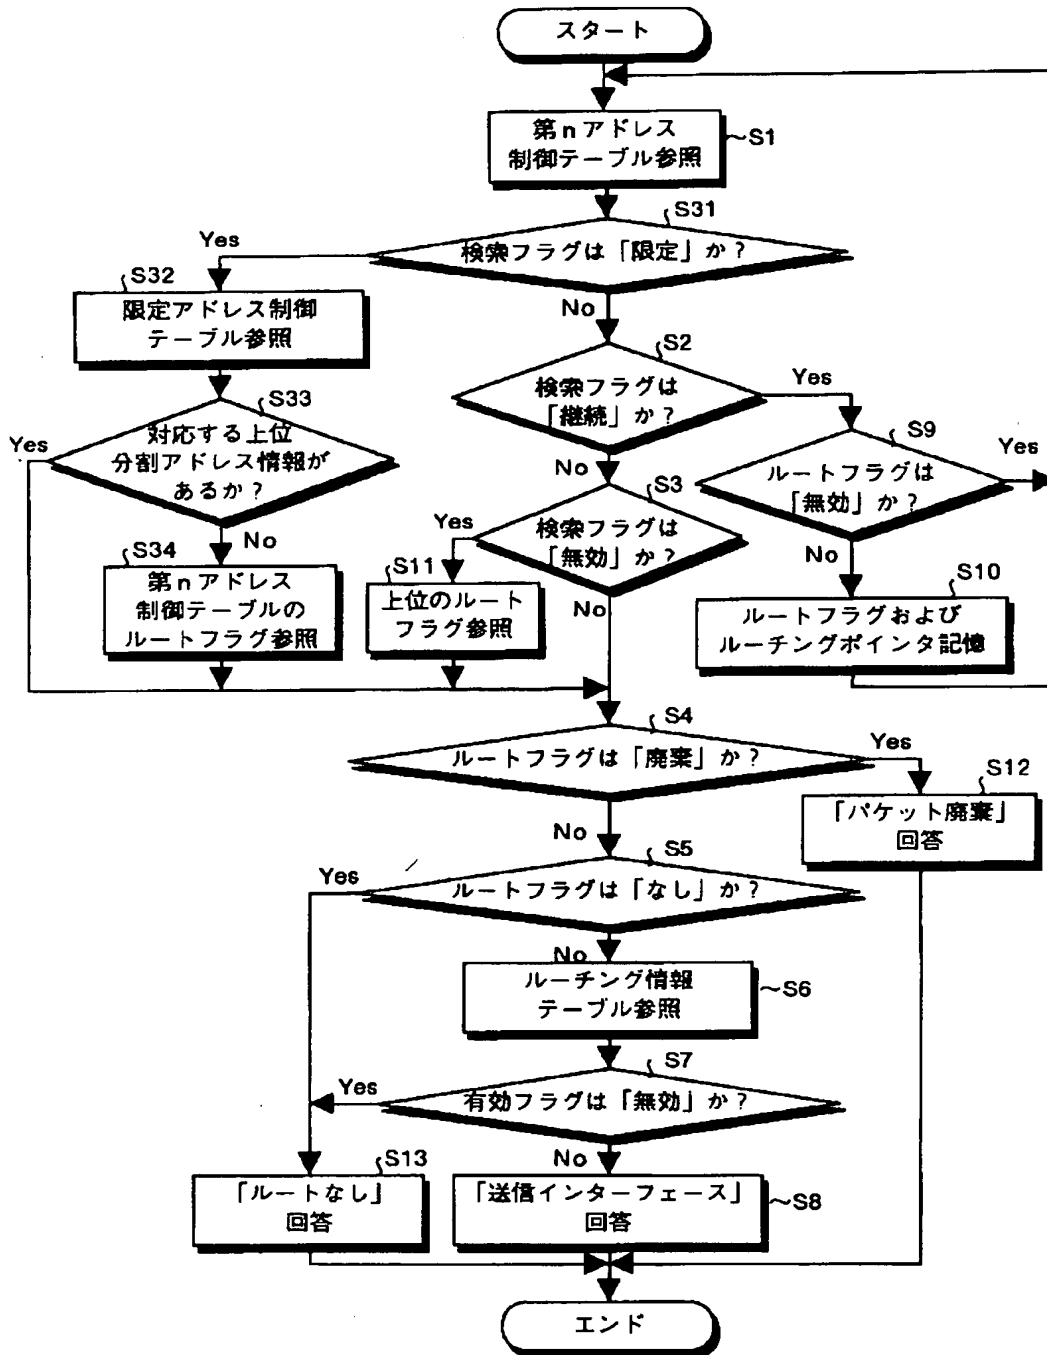 スタート
第nアドレス
制御テーブル参照
~S1
S31
検索フラグは「限定」か?
Yes
No
S32
限定アドレス制御
テーブル参照
S33
対応する上位
分割アドレス情報が
あるか?
Yes
No
S34
第nアドレス
制御テーブルの
ルートフラグ参照
S2
検索フラグは
「継続」か?
Yes
No
S9
ルートフラグは
「無効」か?
Yes
No
S10
ルートフラグおよび
ルーチングポインタ記憶
S3
検索フラグは
「無効」か?
Yes
No
S11
上位のルート
フラグ参照
S4
ルートフラグは「廃棄」か?
Yes
No
S12
「パケット廃棄」
回答
S5
ルートフラグは「なし」か?
Yes
No
ルーチング情報
テーブル参照
~S6
S7
有効フラグは「無効」か?
Yes
No
S13
「ルートなし」
回答
「送信インターフェース」
回答
~S8
エンド